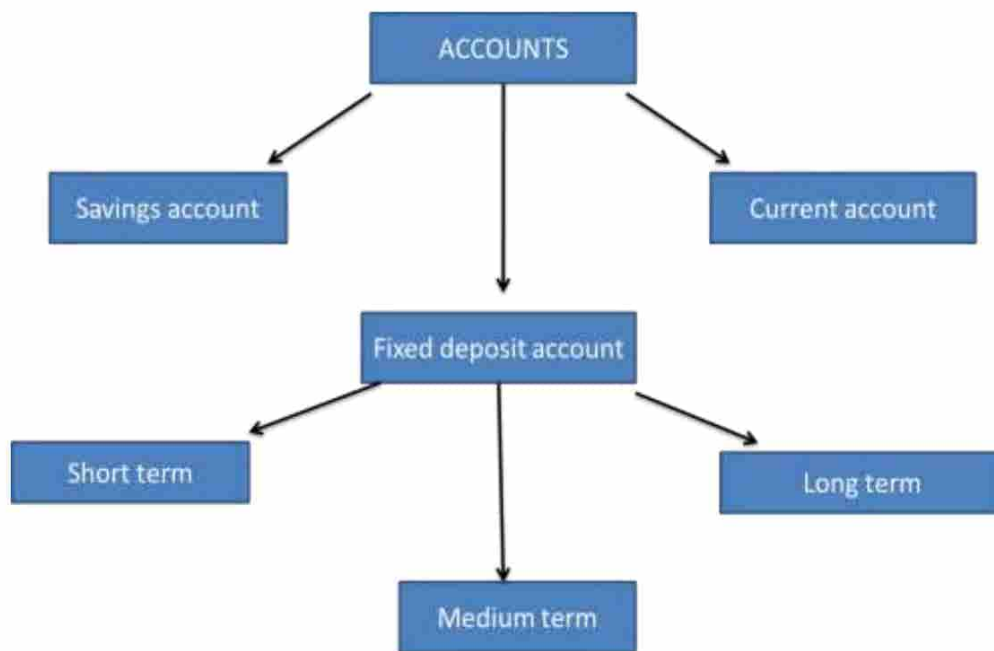 ACCOUNTS
Savings account
Current account
Fixed deposit account
Short term
Long term
Medium term